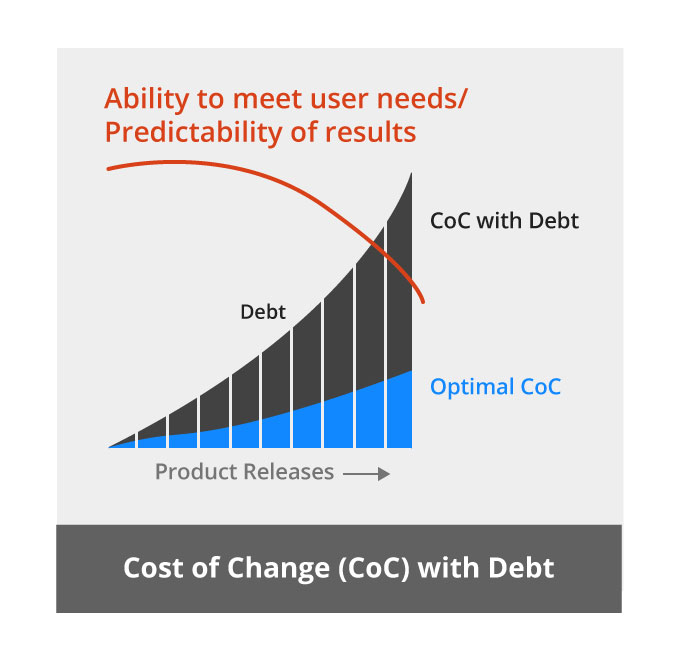 Ability to meet user needs/
Predictability of results
CoC with Debt
Debt
Optimal CoC
Product Releases
Cost of Change (CoC) with Debt